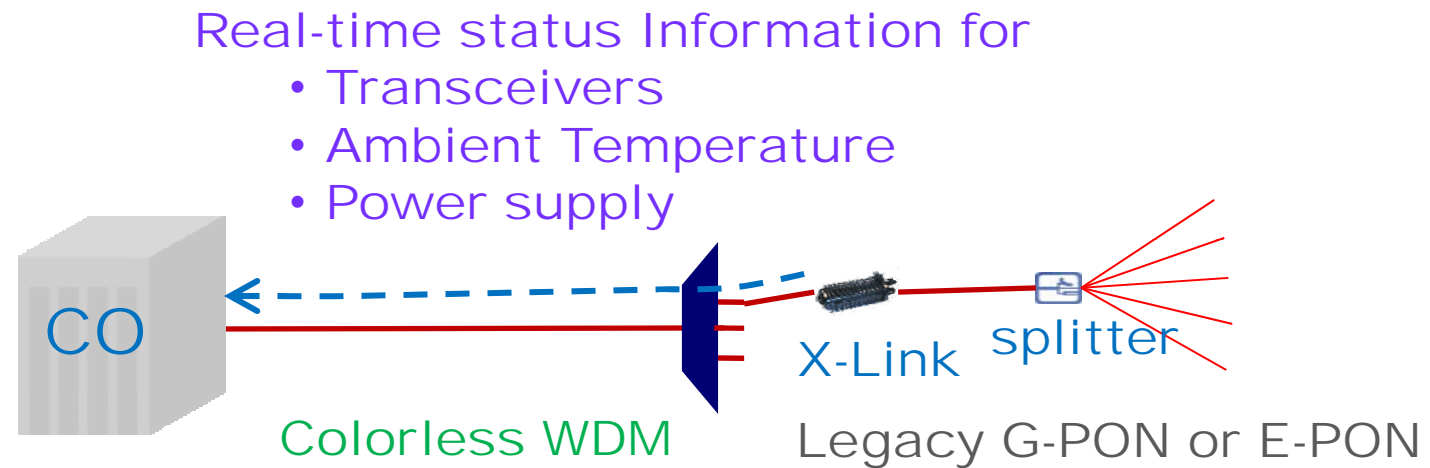 Real-time status Information for
• Transceivers
• Ambient Temperature
• Power supply
CO
X-Link
splitter
Colorless WDM
Legacy G-PON or E-PON